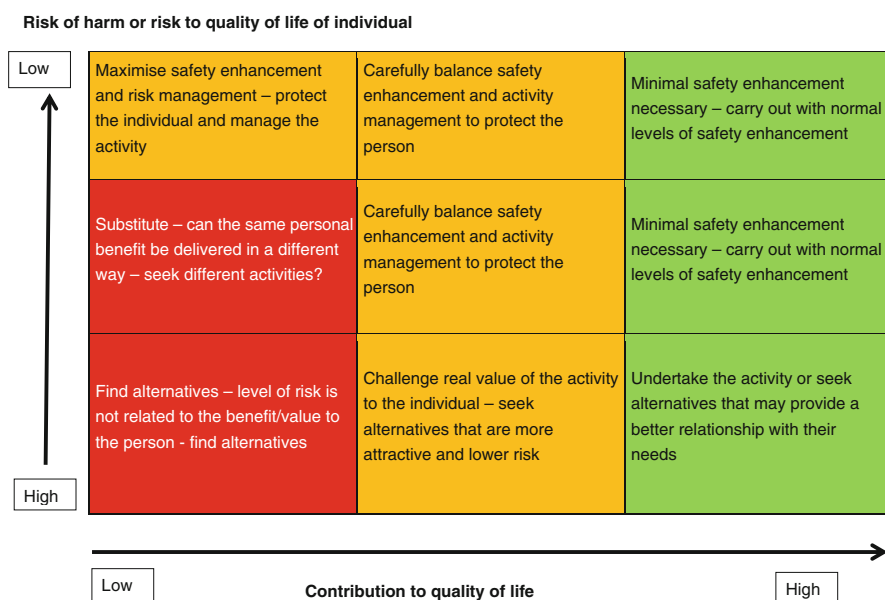 Risk of harm or risk to quality of life of individual
Low
Maximise safety enhancement
and risk management – protect
the individual and manage the
activity
Carefully balance safety
enhancement and activity
management to protect the
person
Minimal safety enhancement
necessary – carry out with normal
levels of safety enhancement
Substitute – can the same personal
benefit be delivered in a different
way – seek different activities?
Carefully balance safety
enhancement and activity
management to protect the
person
Minimal safety enhancement
necessary – carry out with normal
levels of safety enhancement
Find alternatives – level of risk is
not related to the benefit/value to
the person - find alternatives
Challenge real value of the activity
to the individual – seek
alternatives that are more
attractive and lower risk
Undertake the activity or seek
alternatives that may provide a
better relationship with their
needs
High
Low
Contribution to quality of life
High